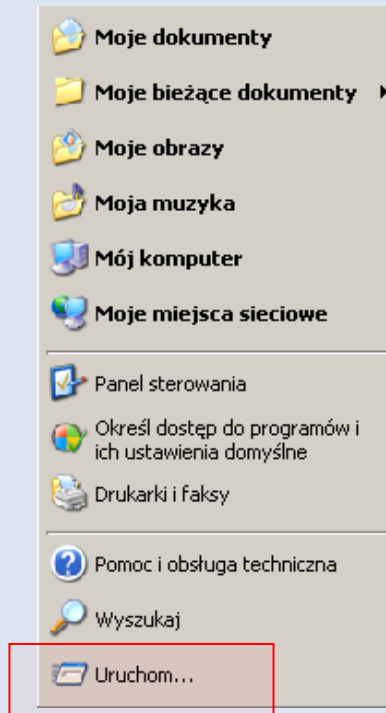 Moje dokumenty
Moje bieżące dokumenty
Moje obrazy
Moja muzyka
Mój komputer
Moje miejsca sieciowe
Panel sterowania
Określ dostęp do programów i
ich ustawienia domyślne
Drukarki i faksy
Pomoc i obsługa techniczna
Wyszukaj
Uruchom...